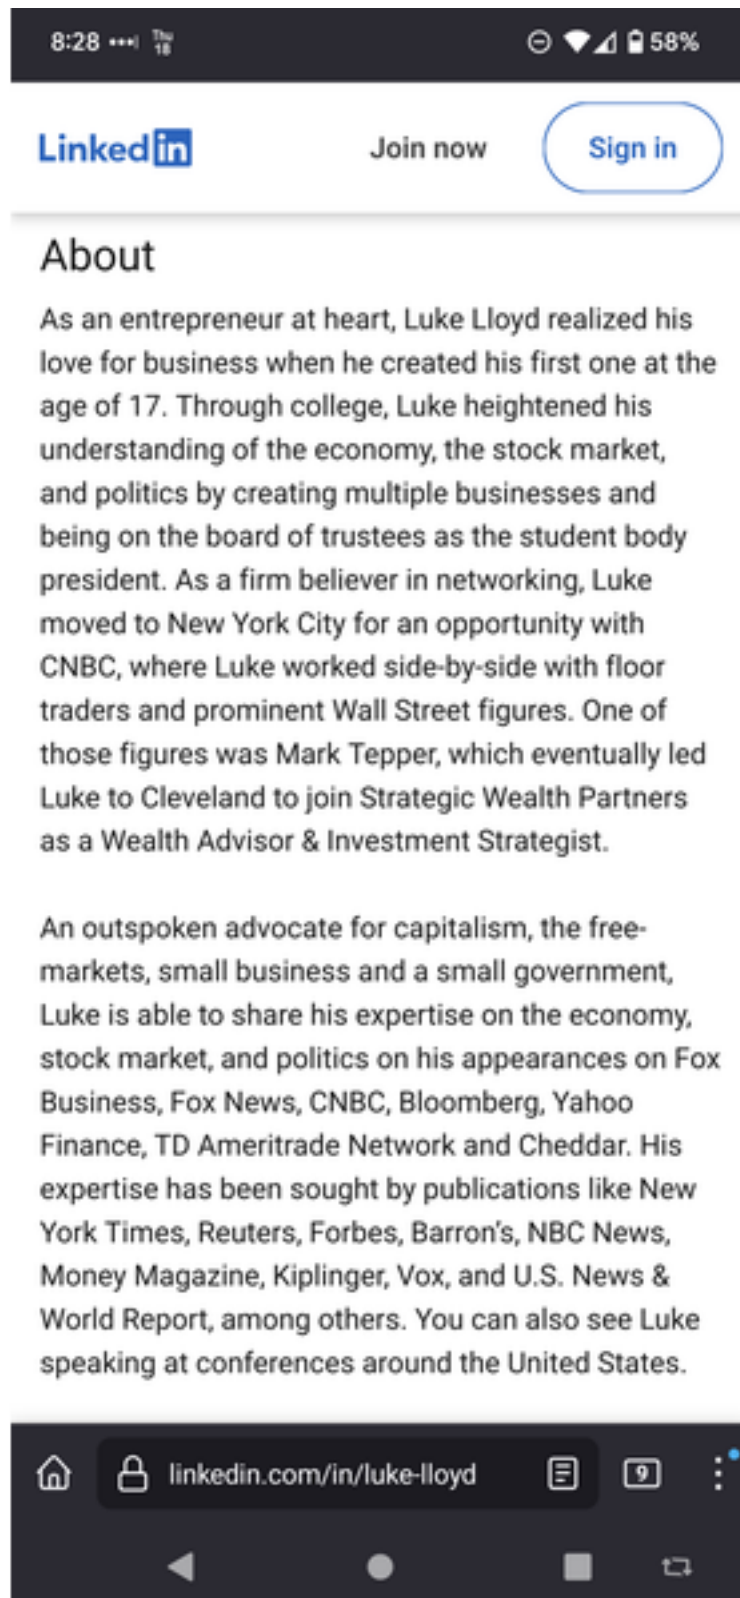 8:28 Thu 18 58%
LinkedIn Join now Sign in
About
As an entrepreneur at heart, Luke Lloyd realized his
love for business when he created his first one at the
age of 17. Through college, Luke heightened his
understanding of the economy, the stock market,
and politics by creating multiple businesses and
being on the board of trustees as the student body
president. As a firm believer in networking, Luke
moved to New York City for an opportunity with
CNBC, where Luke worked side-by-side with floor
traders and prominent Wall Street figures. One of
those figures was Mark Tepper, which eventually led
Luke to Cleveland to join Strategic Wealth Partners
as a Wealth Advisor & Investment Strategist.
An outspoken advocate for capitalism, the free-
markets, small business and a small government,
Luke is able to share his expertise on the economy,
stock market, and politics on his appearances on Fox
Business, Fox News, CNBC, Bloomberg, Yahoo
Finance, TD Ameritrade Network and Cheddar. His
expertise has been sought by publications like New
York Times, Reuters, Forbes, Barron’s, NBC News,
Money Magazine, Kiplinger, Vox, and U.S. News &
World Report, among others. You can also see Luke
speaking at conferences around the United States.
linkedin.com/in/luke-lloyd 9